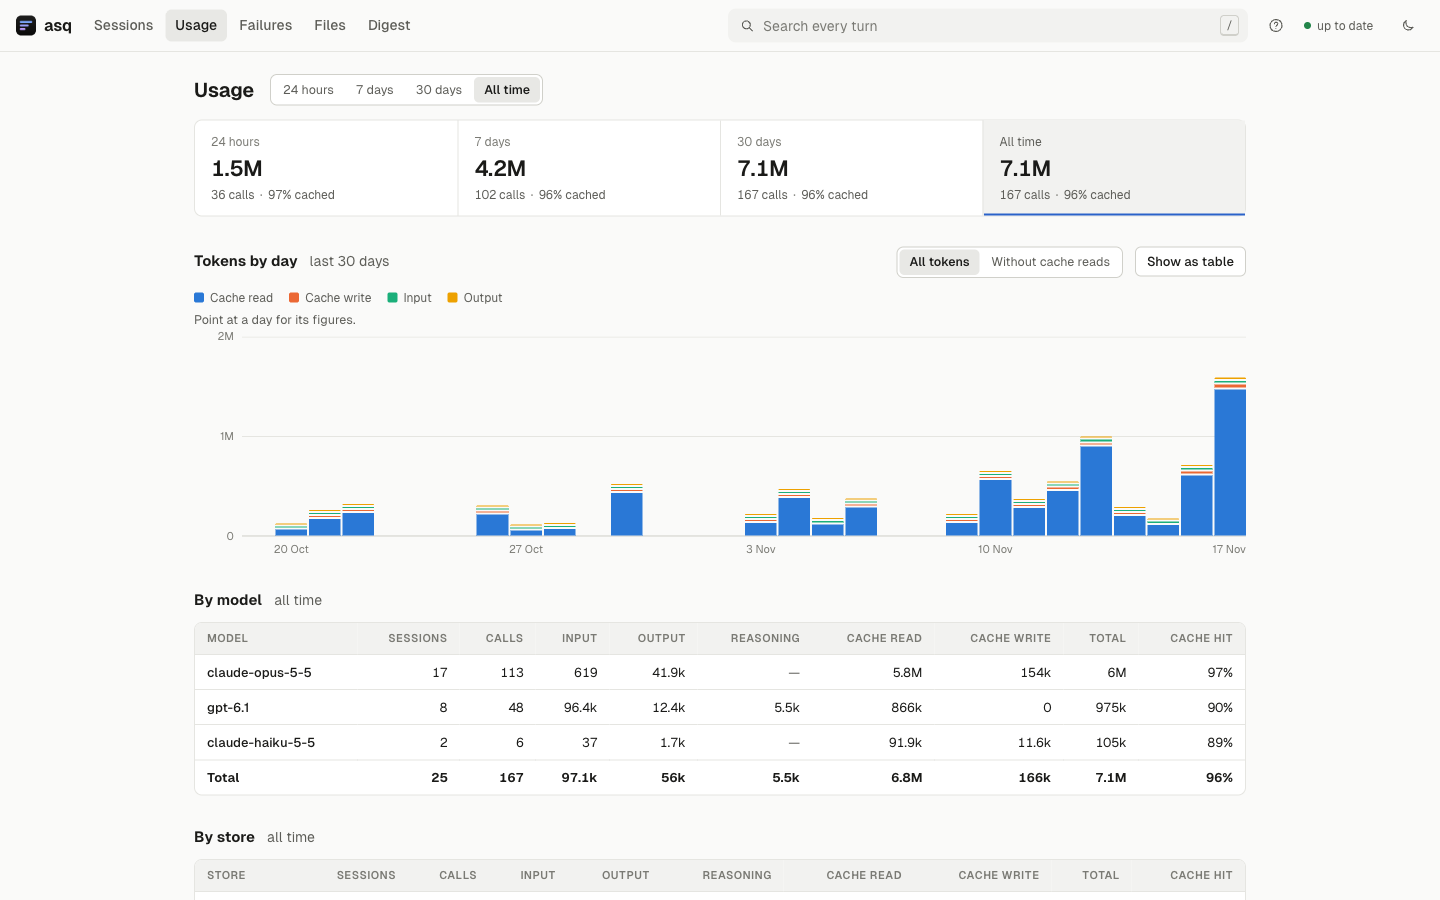 asq Sessions Usage Failures Files Digest Search every turn / up to date
Usage 24 hours 7 days 30 days All time
24 hours 7 days 30 days All time
1.5M 4.2M 7.1M 7.1M
36 calls · 97% cached 102 calls · 96% cached 167 calls · 96% cached 167 calls · 96% cached
Tokens by day last 30 days All tokens Without cache reads Show as table
Cache read Cache write Input Output
Point at a day for its figures.
2M
1M
0
20 Oct 27 Oct 3 Nov 10 Nov 17 Nov
By model all time
MODEL SESSIONS CALLS INPUT OUTPUT REASONING CACHE READ CACHE WRITE TOTAL CACHE HIT
claude-opus-5-5 17 113 619 41.9k — 5.8M 154k 6M 97%
gpt-6.1 8 48 96.4k 12.4k 5.5k 866k 0 975k 90%
claude-haiku-5-5 2 6 37 1.7k — 91.9k 11.6k 105k 89%
Total 25 167 97.1k 56k 5.5k 6.8M 166k 7.1M 96%
By store all time
STORE SESSIONS CALLS INPUT OUTPUT REASONING CACHE READ CACHE WRITE TOTAL CACHE HIT